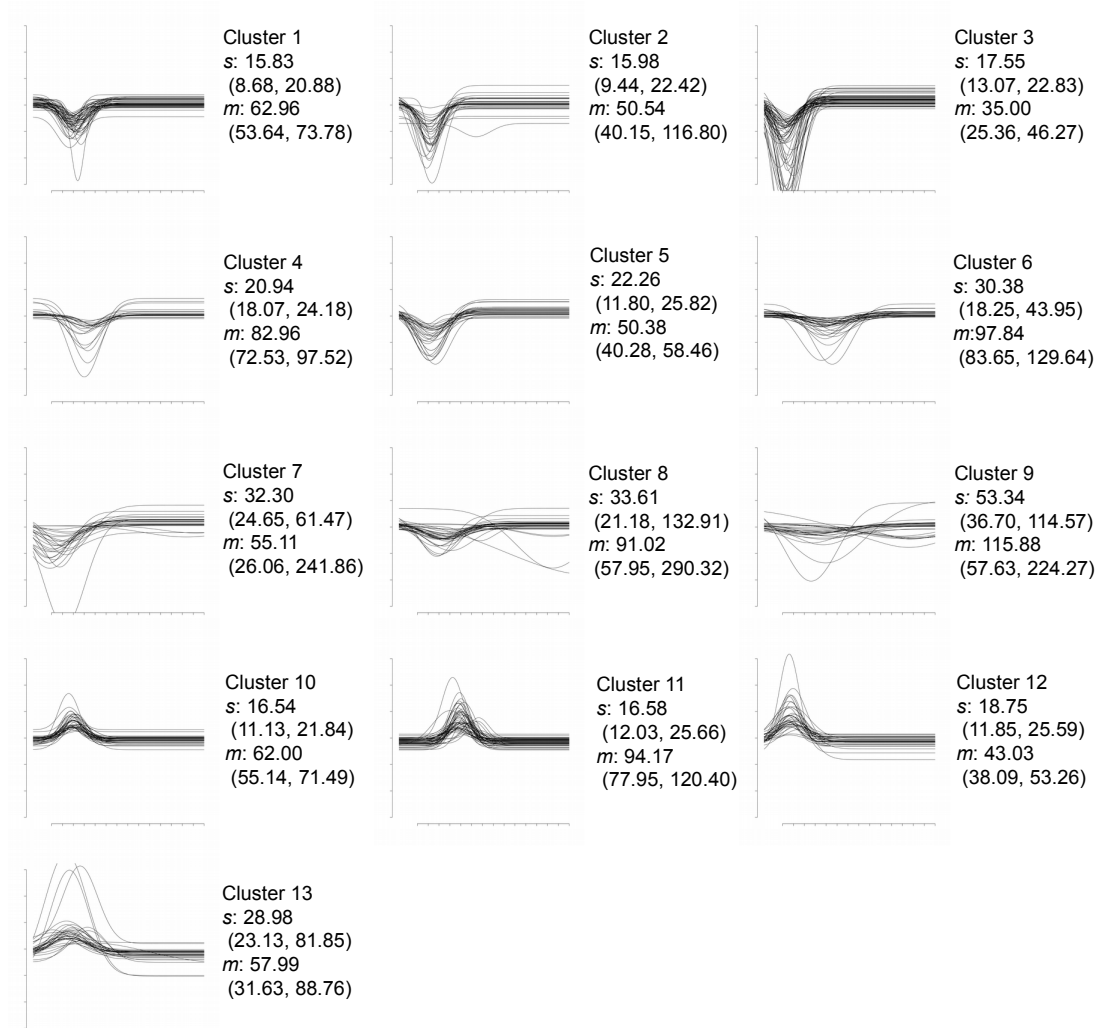 Cluster 1
s: 15.83
(8.68, 20.88)
m: 62.96
(53.64, 73.78)
Cluster 2
s: 15.98
(9.44, 22.42)
m: 50.54
(40.15, 116.80)
Cluster 3
s: 17.55
(13.07, 22.83)
m: 35.00
(25.36, 46.27)
Cluster 4
s: 20.94
(18.07, 24.18)
m: 82.96
(72.53, 97.52)
Cluster 5
s: 22.26
(11.80, 25.82)
m: 50.38
(40.28, 58.46)
Cluster 6
s: 30.38
(18.25, 43.95)
m:97.84
(83.65, 129.64)
Cluster 7
s: 32.30
(24.65, 61.47)
m: 55.11
(26.06, 241.86)
Cluster 8
s: 33.61
(21.18, 132.91)
m: 91.02
(57.95, 290.32)
Cluster 9
s: 53.34
(36.70, 114.57)
m: 115.88
(57.63, 224.27)
Cluster 10
s: 16.54
(11.13, 21.84)
m: 62.00
(55.14, 71.49)
Cluster 11
s: 16.58
(12.03, 25.66)
m: 94.17
(77.95, 120.40)
Cluster 12
s: 18.75
(11.85, 25.59)
m: 43.03
(38.09, 53.26)
Cluster 13
s: 28.98
(23.13, 81.85)
m: 57.99
(31.63, 88.76)